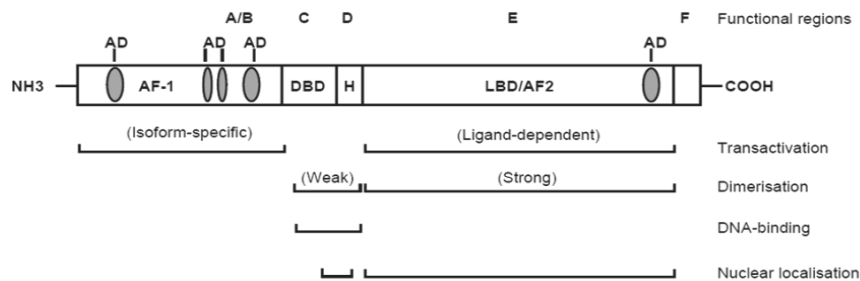 A/B C D E F Functional regions
AD AD AD AD
NH3 AF-1 DBD H LBD/AF2 COOH
(Isoform-specific) (Ligand-dependent) Transactivation
(Weak) (Strong) Dimerisation
DNA-binding
Nuclear localisation